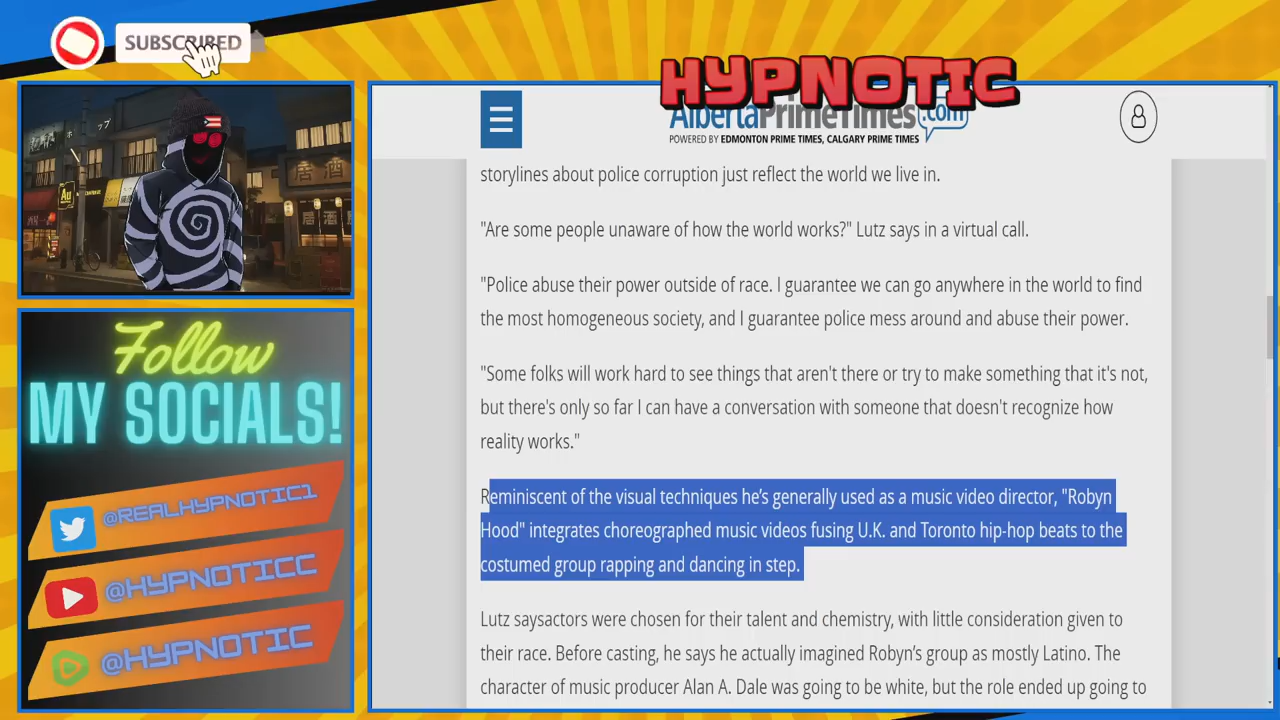 SUBSCRIBED
HYPNOTIC
AlbertaPrimeTimes.com
POWERED BY EDMONTON PRIME TIMES, CALGARY PRIME TIMES
storylines about police corruption just reflect the world we live in.
"Are some people unaware of how the world works?" Lutz says in a virtual call.
"Police abuse their power outside of race. I guarantee we can go anywhere in the world to find
the most homogeneous society, and I guarantee police mess around and abuse their power.
"Some folks will work hard to see things that aren't there or try to make something that it's not,
but there's only so far I can have a conversation with someone that doesn't recognize how
reality works."
Reminiscent of the visual techniques he's generally used as a music video director, "Robyn
Hood" integrates choreographed music videos fusing U.K. and Toronto hip-hop beats to the
costumed group rapping and dancing in step.
Lutz saysactors were chosen for their talent and chemistry, with little consideration given to
their race. Before casting, he says he actually imagined Robyn's group as mostly Latino. The
character of music producer Alan A. Dale was going to be white, but the role ended up going to
Au
Follow
MY SOCIALS!
@REALHYPNOTIC1
@HYPNOTICC
@HYPNOTIC